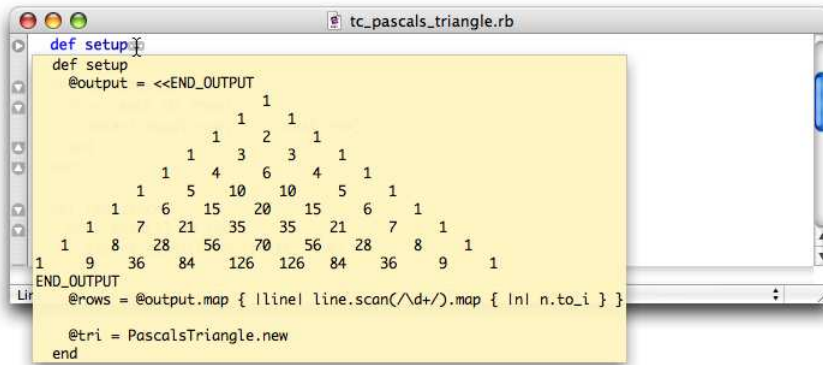 tc_pascals_triangle.rb
def setup
def setup
@output = <<END_OUTPUT
1
1 1
1 2 1
1 3 3 1
1 4 6 4 1
1 5 10 10 5 1
1 6 15 20 15 6 1
1 7 21 35 35 21 7 1
1 8 28 56 70 56 28 8 1
1 9 36 84 126 126 84 36 9 1
END_OUTPUT
@rows = @output.map { |line| line.scan(/\d+/).map { |n| n.to_i } }
@tri = PascalsTriangle.new
end